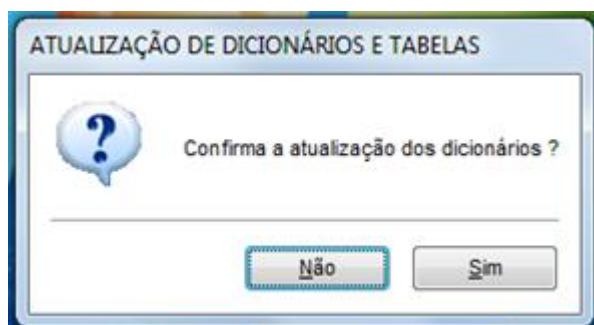 ATUALIZAÇÃO DE DICIONÁRIOS E TABELAS
Confirma a atualização dos dicionários ?
Não
Sim